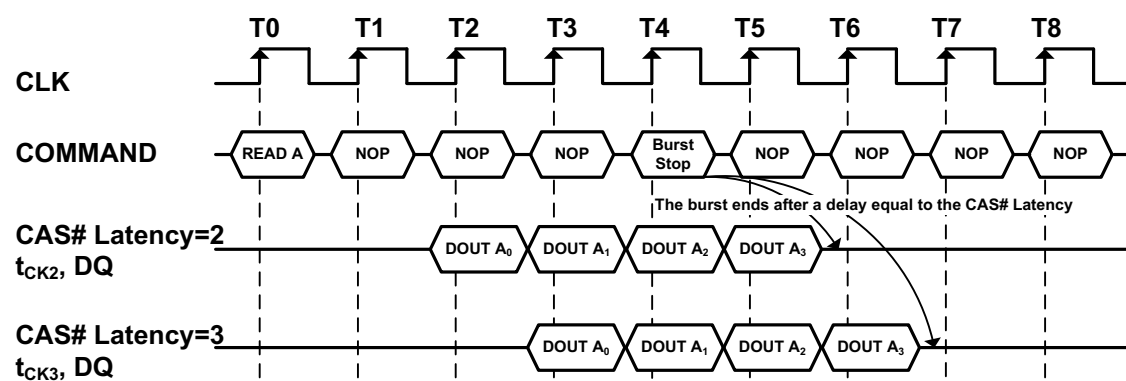 T0 T1 T2 T3 T4 T5 T6 T7 T8
CLK
COMMAND READ A NOP NOP NOP Burst Stop NOP NOP NOP NOP
The burst ends after a delay equal to the CAS# Latency
CAS# Latency=2
tCK2, DQ DOUT A0 DOUT A1 DOUT A2 DOUT A3
CAS# Latency=3
tCK3, DQ DOUT A0 DOUT A1 DOUT A2 DOUT A3